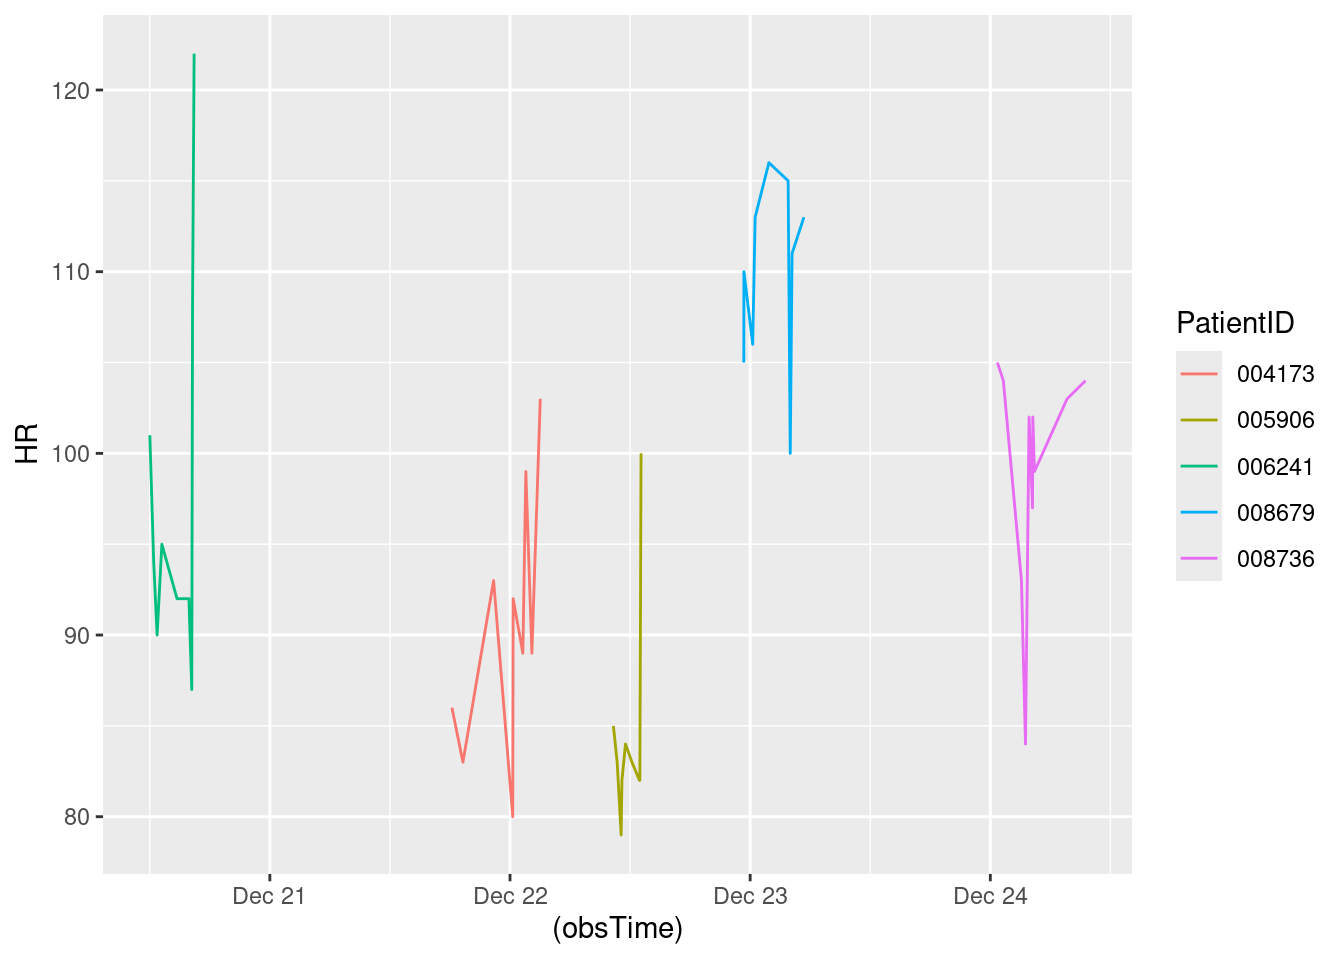 120
110
100
90
80
HR
Dec 21
Dec 22
Dec 23
Dec 24
(obsTime)
PatientID
004173
005906
006241
008679
008736